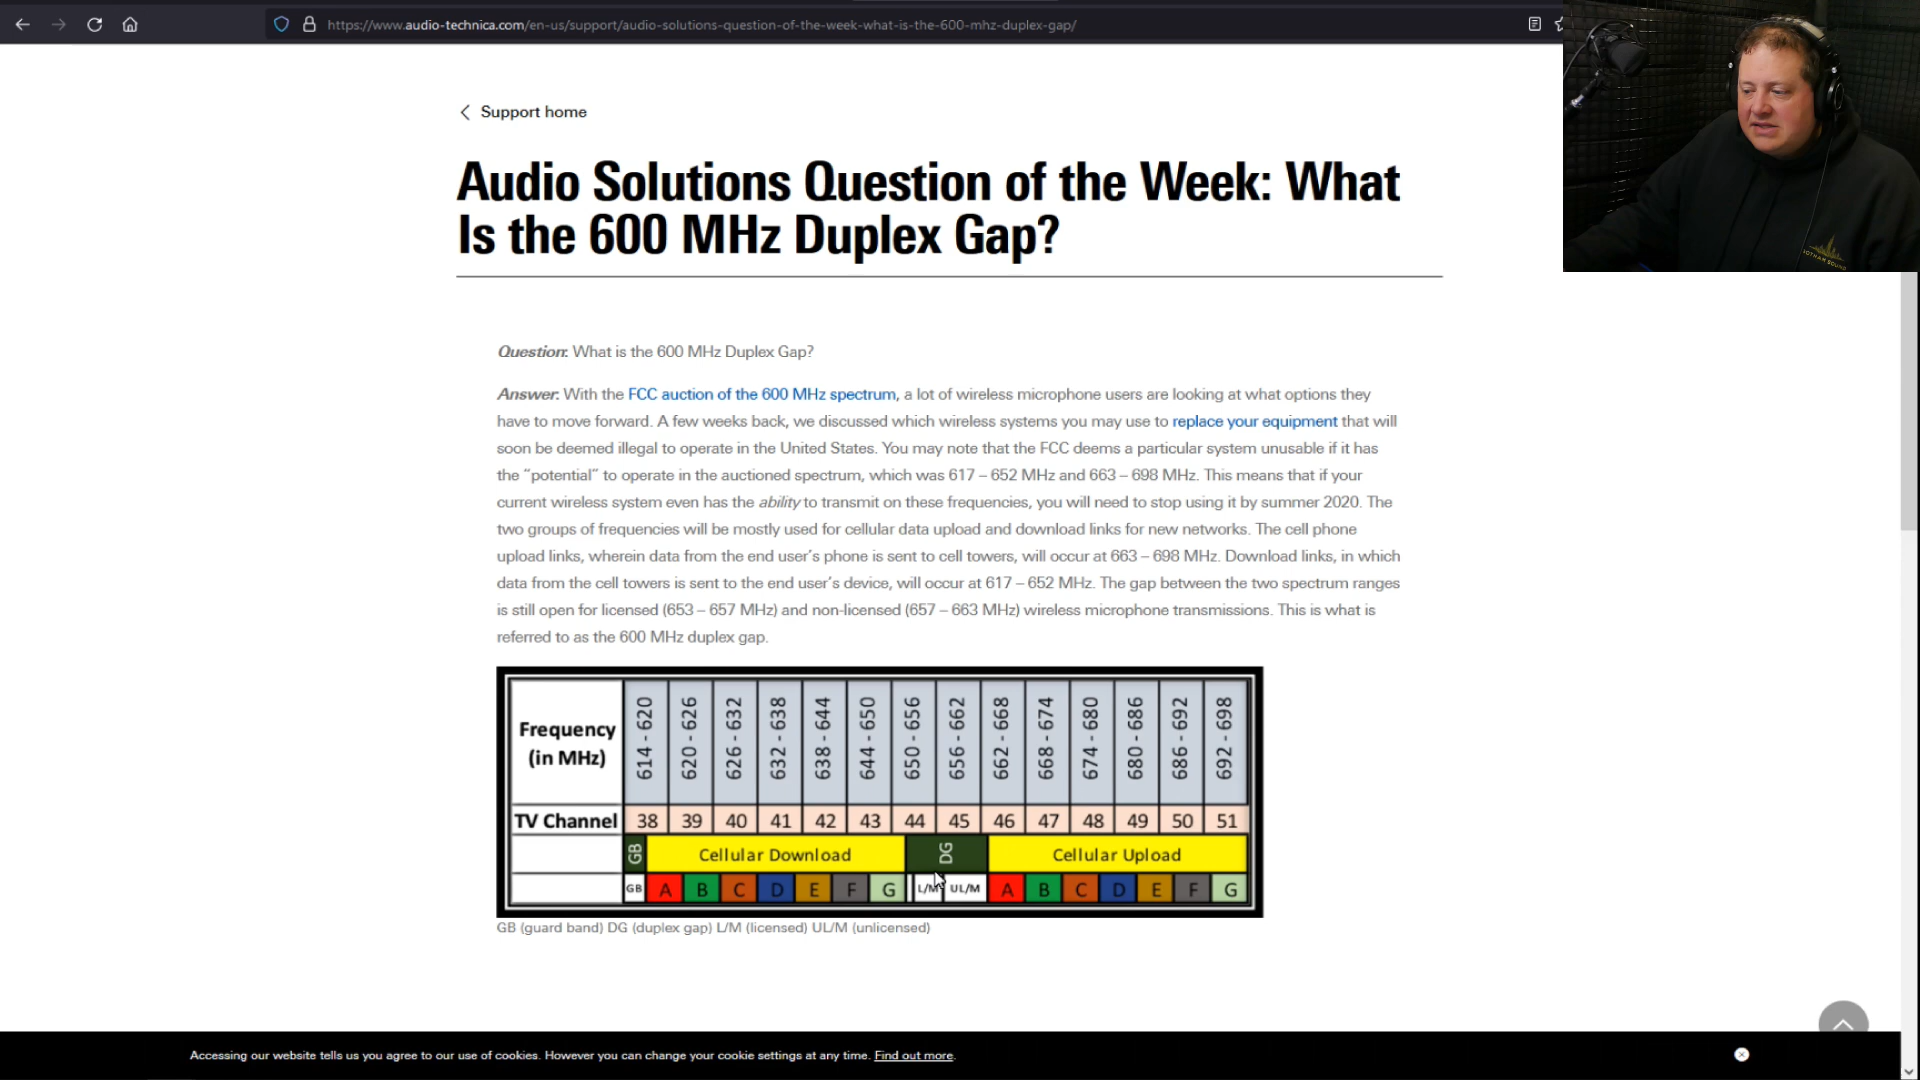 https://www.audio-technica.com/en-us/support/audio-solutions-question-of-the-week-what-is-the-600-mhz-duplex-gap/
Support home
Audio Solutions Question of the Week: What
Is the 600 MHz Duplex Gap?
Question: What is the 600 MHz Duplex Gap?
Answer: With the FCC auction of the 600 MHz spectrum, a lot of wireless microphone users are looking at what options they
have to move forward. A few weeks back, we discussed which wireless systems you may use to replace your equipment that will
soon be deemed illegal to operate in the United States. You may note that the FCC deems a particular system unusable if it has
the “potential” to operate in the auctioned spectrum, which was 617 – 652 MHz and 663 – 698 MHz. This means that if your
current wireless system even has the ability to transmit on these frequencies, you will need to stop using it by summer 2020. The
two groups of frequencies will be mostly used for cellular data upload and download links for new networks. The cell phone
upload links, wherein data from the end user’s phone is sent to cell towers, will occur at 663 – 698 MHz. Download links, in which
data from the cell towers is sent to the end user’s device, will occur at 617 – 652 MHz. The gap between the two spectrum ranges
is still open for licensed (653 – 657 MHz) and non-licensed (657 – 663 MHz) wireless microphone transmissions. This is what is
referred to as the 600 MHz duplex gap.
Frequency (in MHz) 614 - 620 620 - 626 626 - 632 632 - 638 638 - 644 644 - 650 650 - 656 656 - 662 662 - 668 668 - 674 674 - 680 680 - 686 686 - 692 692 - 698
TV Channel 38 39 40 41 42 43 44 45 46 47 48 49 50 51
GB Cellular Download DG Cellular Upload
GB A B C D E F G L/M UL/M A B C D E F G
GB (guard band) DG (duplex gap) L/M (licensed) UL/M (unlicensed)
Accessing our website tells us you agree to our use of cookies. However you can change your cookie settings at any time. Find out more.
GOTHAM SOUND